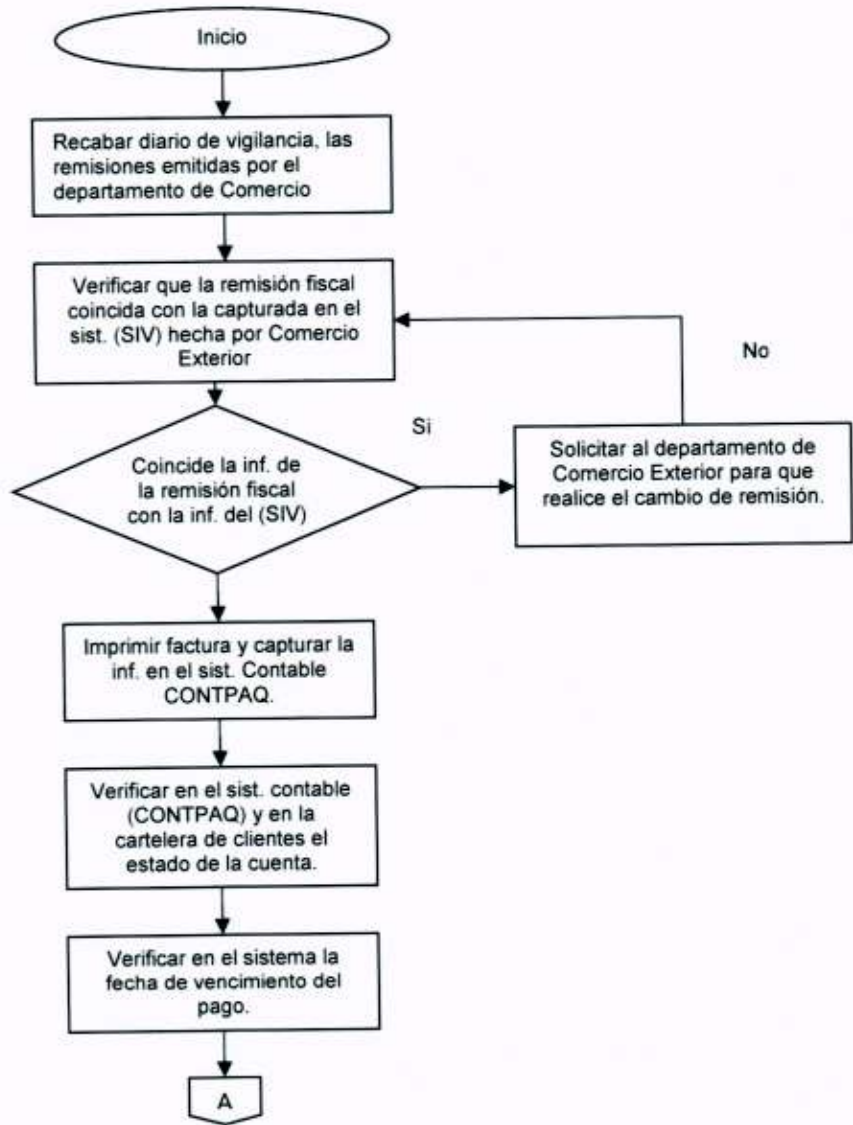 Inicio
Recabar diario de vigilancia, las
remisiones emitidas por el
departamento de Comercio
Verificar que la remisión fiscal
coincida con la capturada en el
sist. (SIV) hecha por Comercio
Exterior
No
Si
Coincide la inf. de
la remisión fiscal
con la inf. del (SIV)
Solicitar al departamento de
Comercio Exterior para que
realice el cambio de remisión.
Imprimir factura y capturar la
inf. en el sist. Contable
CONTPAQ.
Verificar en el sist. contable
(CONTPAQ) y en la
cartelera de clientes el
estado de la cuenta.
Verificar en el sistema la
fecha de vencimiento del
pago.
A